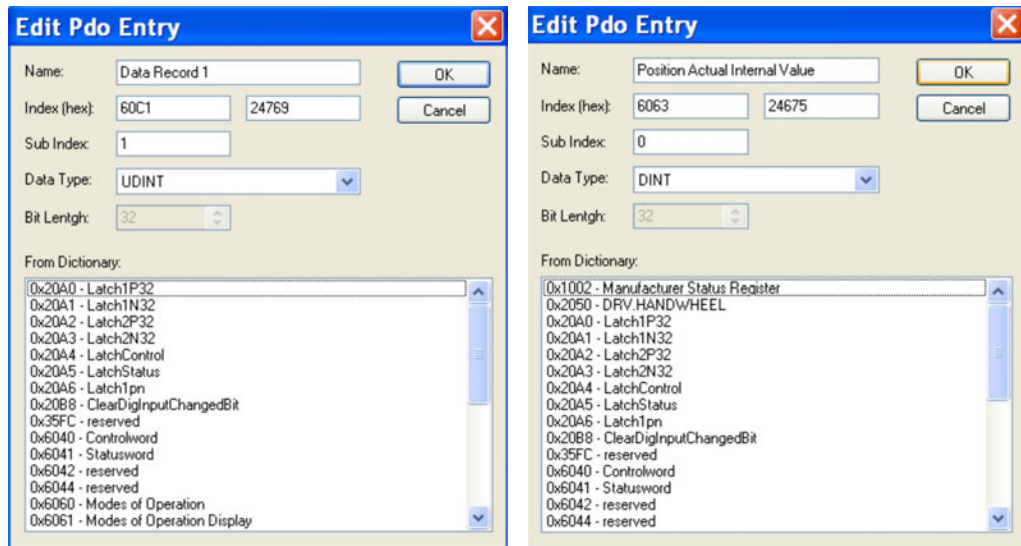 Edit Pdo Entry
Name: Data Record 1 OK
Index (hex): 60C1 24769 Cancel
Sub Index: 1
Data Type: UDINT
Bit Lentgh: 32
From Dictionary:
0x20A0 - Latch1P32
0x20A1 - Latch1N32
0x20A2 - Latch2P32
0x20A3 - Latch2N32
0x20A4 - LatchControl
0x20A5 - LatchStatus
0x20A6 - Latch1pn
0x20B8 - ClearDigInputChangedBit
0x35FC - reserved
0x6040 - Controlword
0x6041 - Statusword
0x6042 - reserved
0x6044 - reserved
0x6060 - Modes of Operation
0x6061 - Modes of Operation Display
Edit Pdo Entry
Name: Position Actual Internal Value OK
Index (hex): 6063 24675 Cancel
Sub Index: 0
Data Type: DINT
Bit Lentgh: 32
From Dictionary:
0x1002 - Manufacturer Status Register
0x2050 - DRV.HANDWHEEL
0x20A0 - Latch1P32
0x20A1 - Latch1N32
0x20A2 - Latch2P32
0x20A3 - Latch2N32
0x20A4 - LatchControl
0x20A5 - LatchStatus
0x20A6 - Latch1pn
0x20B8 - ClearDigInputChangedBit
0x35FC - reserved
0x6040 - Controlword
0x6041 - Statusword
0x6042 - reserved
0x6044 - reserved